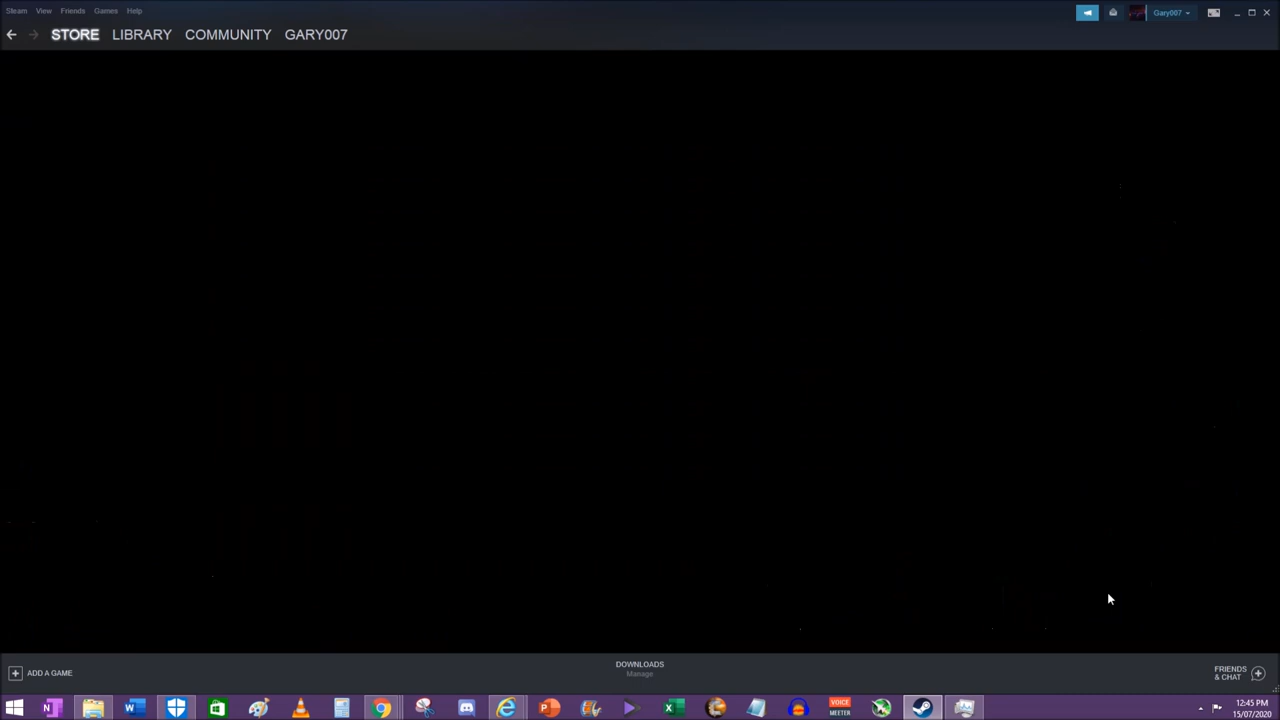 Steam View Friends Games Help
Gary007
STORE LIBRARY COMMUNITY GARY007
ADD A GAME
DOWNLOADS
Manage
FRIENDS
& CHAT
N W P X VOICE
MEETER
12:45 PM
15/07/2020